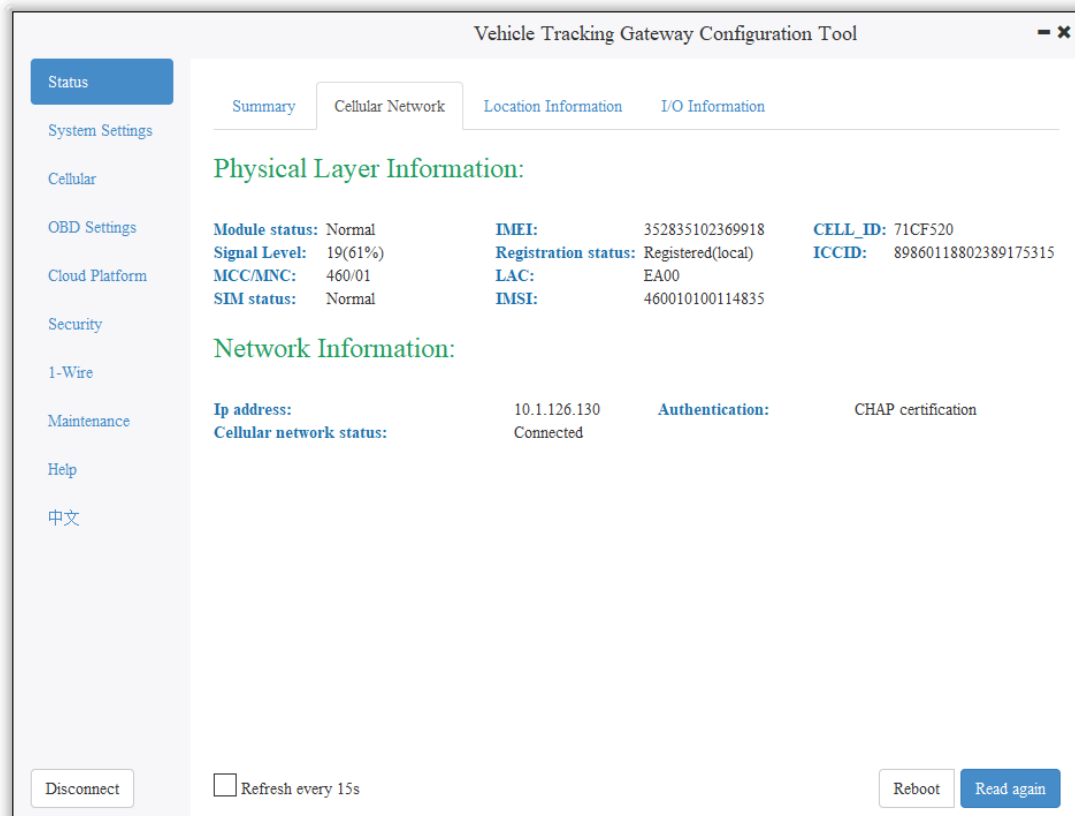 Vehicle Tracking Gateway Configuration Tool
Status
System Settings
Cellular
OBD Settings
Cloud Platform
Security
1-Wire
Maintenance
Help
中文
Disconnect
Summary Cellular Network Location Information I/O Information
Physical Layer Information:
Module status: Normal IMEI: 352835102369918 CELL_ID: 71CF520
Signal Level: 19(61%) Registration status: Registered(local) ICCID: 89860118802389175315
MCC/MNC: 460/01 LAC: EA00
SIM status: Normal IMSI: 460010100114835
Network Information:
Ip address: 10.1.126.130 Authentication: CHAP certification
Cellular network status: Connected
Refresh every 15s
Reboot Read again